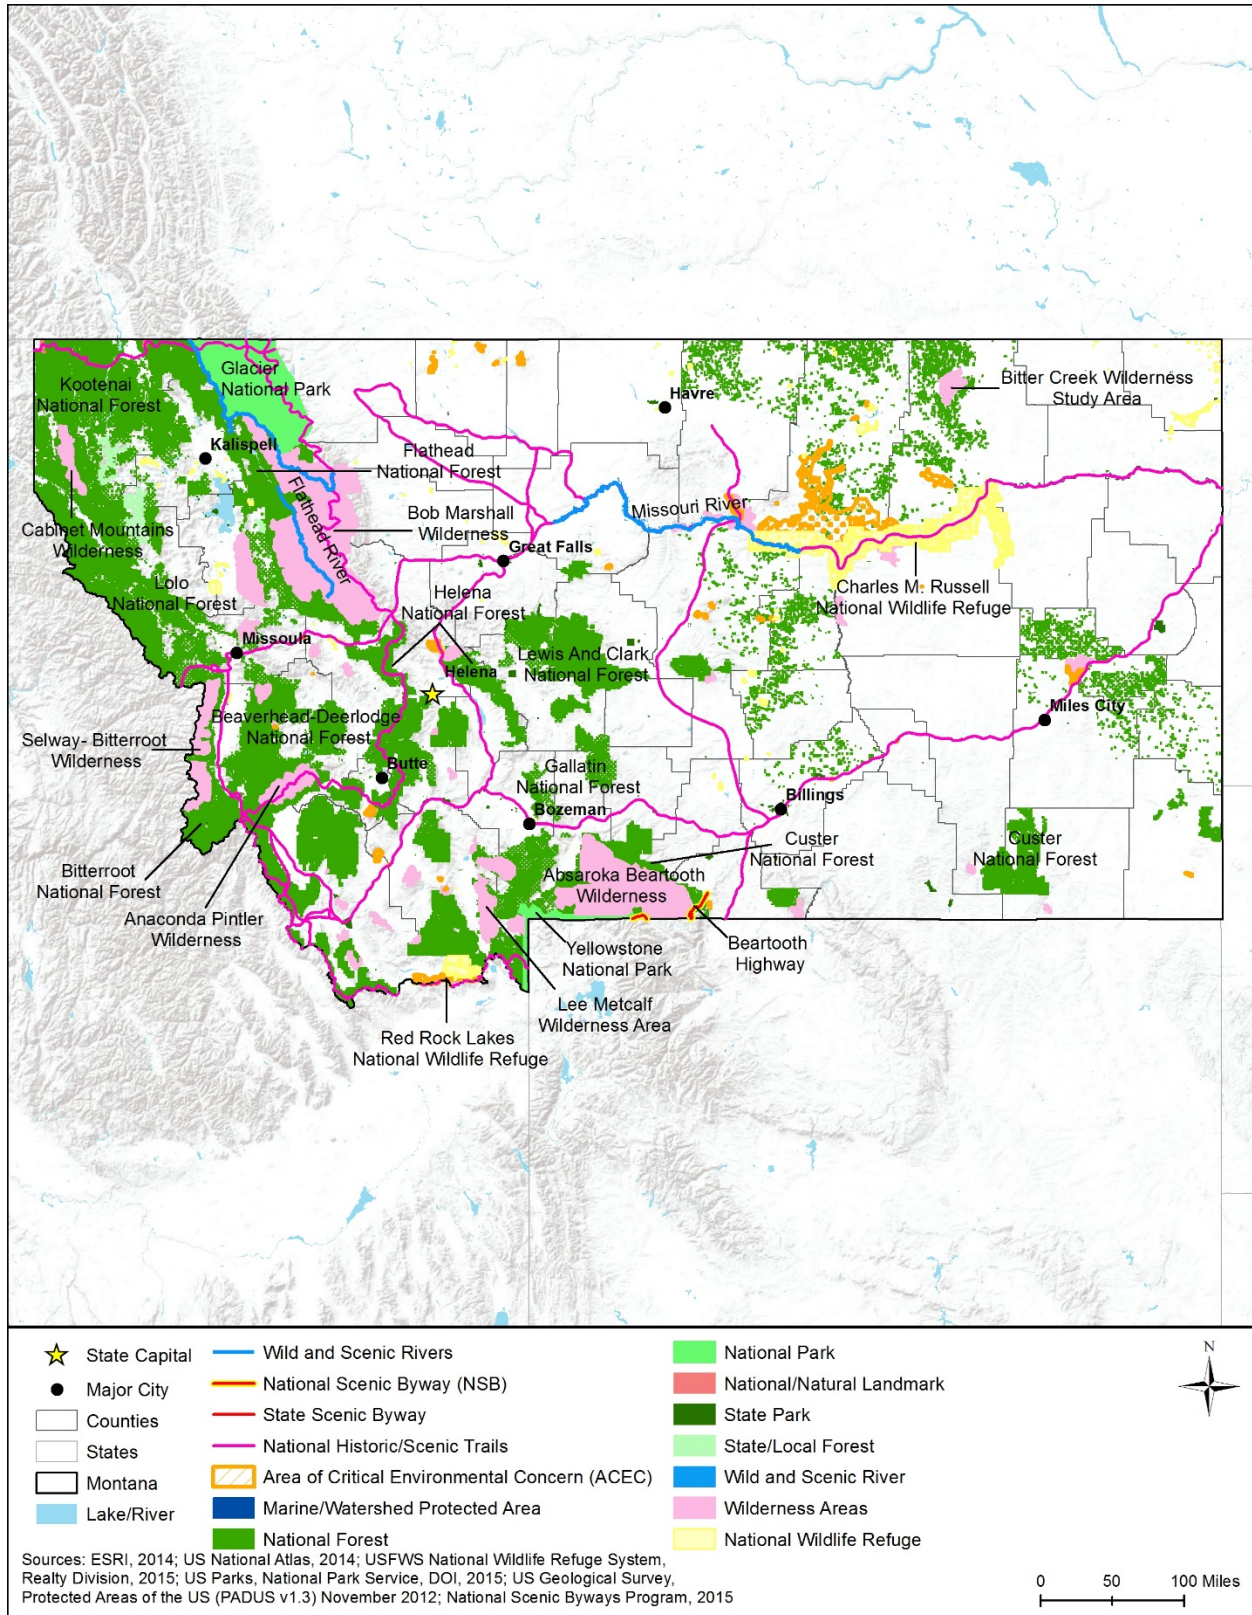 Glacier
National Park
Kootenai
National Forest
Bitter Creek Wilderness
Study Area
Havre
Kalispell
Flathead
National Forest
Flathead River
Missouri River
Bob Marshall
Wilderness
Cabinet Mountains
Wilderness
Great Falls
Lolo
National Forest
Helena
National Forest
Charles M. Russell
National Wildlife Refuge
Missoula
Helena
Lewis And Clark
National Forest
Miles City
Beaverhead-Deerlodge
National Forest
Selway- Bitterroot
Wilderness
Butte
Gallatin
National Forest
Billings
Bozeman
Custer
National Forest
Custer
National Forest
Bitterroot
National Forest
Absaroka Beartooth
Wilderness
Anaconda Pintler
Wilderness
Yellowstone
National Park
Beartooth
Highway
Lee Metcalf
Wilderness Area
Red Rock Lakes
National Wildlife Refuge
State Capital
Major City
Counties
States
Montana
Lake/River
Wild and Scenic Rivers
National Scenic Byway (NSB)
State Scenic Byway
National Historic/Scenic Trails
Area of Critical Environmental Concern (ACEC)
Marine/Watershed Protected Area
National Forest
National Park
National/Natural Landmark
State Park
State/Local Forest
Wild and Scenic River
Wilderness Areas
National Wildlife Refuge
N
Sources: ESRI, 2014; US National Atlas, 2014; USFWS National Wildlife Refuge System,
Realty Division, 2015; US Parks, National Park Service, DOI, 2015; US Geological Survey,
Protected Areas of the US (PADUS v1.3) November 2012; National Scenic Byways Program, 2015
0 50 100 Miles